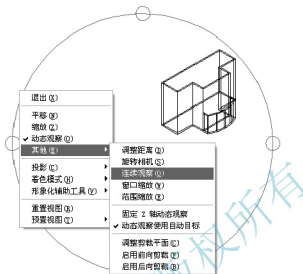 退出(X)
平移(P)
缩放(Z)
✓ 动态观察(O)
其他(E)
投影(C)
着色模式(H)
形象化辅助工具(V)
重置视图(R)
预置视图(D)
调整距离(D)
旋转相机(S)
连续观察(O)
窗口缩放(W)
范围缩放(E)
固定 Z 轴动态观察
✓ 动态观察使用自动目标
调整剪裁平面(C)
启用前向剪裁(F)
启用后向剪裁(B)
权所有